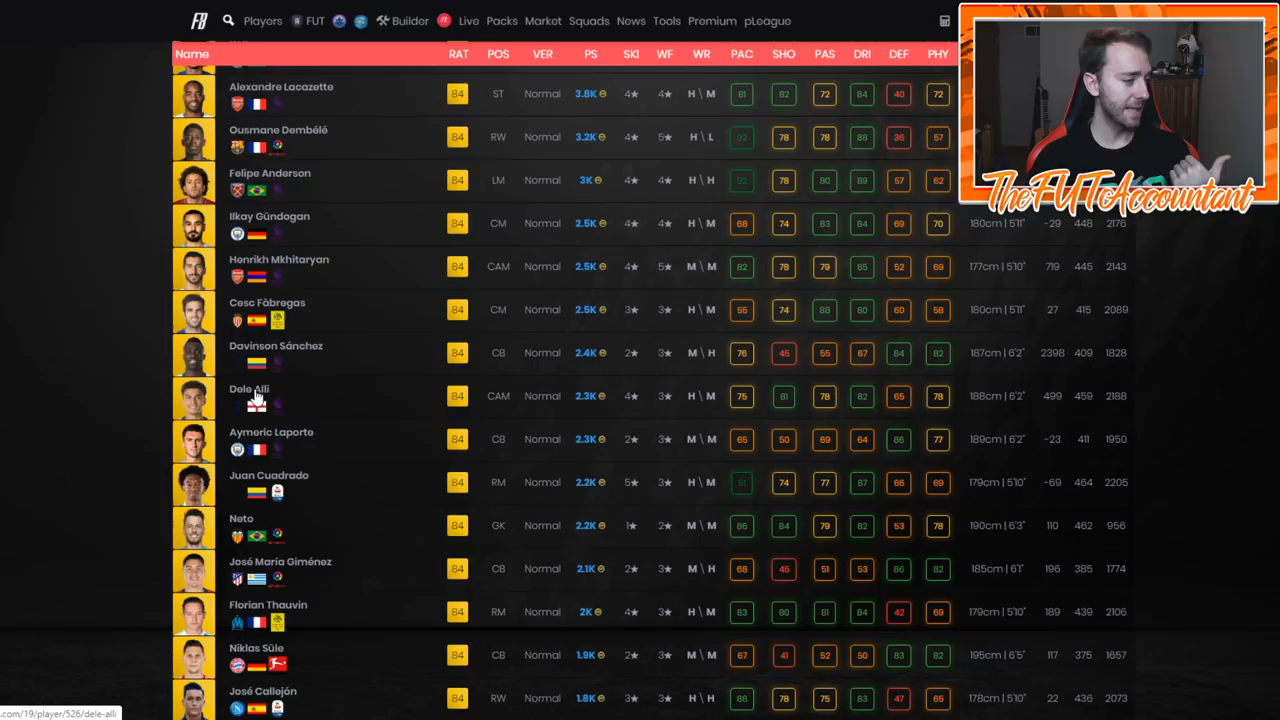 FB Players FUT Builder Live Packs Market Squads News Tools Premium pLeague
Name RAT POS VER PS SKI WF WR PAC SHO PAS DRI DEF PHY
Alexandre Lacazette 84 ST Normal 3.8K 4★ 4★ H \ M 81 82 72 84 40 72
Ousmane Dembélé 84 RW Normal 3.2K 4★ 5★ H \ L 92 78 78 88 36 57
Felipe Anderson 84 LM Normal 3K 4★ 4★ H \ H 92 78 80 89 57 62
TheFUTAccountant
Ilkay Gündogan 84 CM Normal 2.5K 4★ 4★ M \ M 68 74 83 84 69 70 180cm | 5'11" -29 448 2176
Henrikh Mkhitaryan 84 CAM Normal 2.5K 4★ 5★ M \ M 82 78 79 85 52 69 177cm | 5'10" 719 445 2143
Cesc Fàbregas 84 CM Normal 2.5K 3★ 3★ H \ M 55 74 88 80 60 58 180cm | 5'11" 27 415 2089
Davinson Sánchez 84 CB Normal 2.4K 2★ 3★ M \ H 76 45 55 67 84 82 187cm | 6'2" 2398 409 1828
Dele Alli 84 CAM Normal 2.3K 4★ 3★ H \ M 75 81 78 82 65 78 188cm | 6'2" 499 459 2188
Aymeric Laporte 84 CB Normal 2.3K 2★ 3★ M \ M 65 50 69 64 86 77 189cm | 6'2" -23 411 1950
Juan Cuadrado 84 RM Normal 2.2K 5★ 3★ H \ M 91 74 77 87 66 69 179cm | 5'10" -69 464 2205
Neto 84 GK Normal 2.2K 1★ 2★ M \ M 86 84 79 82 53 78 190cm | 6'3" 110 462 956
José María Giménez 84 CB Normal 2.1K 2★ 3★ M \ H 68 45 51 53 86 82 185cm | 6'1" 196 385 1774
Florian Thauvin 84 RM Normal 2K 4★ 3★ H \ M 83 80 81 84 42 69 179cm | 5'10" 189 439 2106
Niklas Süle 84 CB Normal 1.9K 2★ 3★ M \ M 67 41 52 50 83 82 195cm | 6'5" 117 375 1657
José Callejón 84 RW Normal 1.8K 3★ 3★ H \ H 88 78 75 83 47 65 178cm | 5'10" 22 436 2073
.com/19/player/526/dele-alli